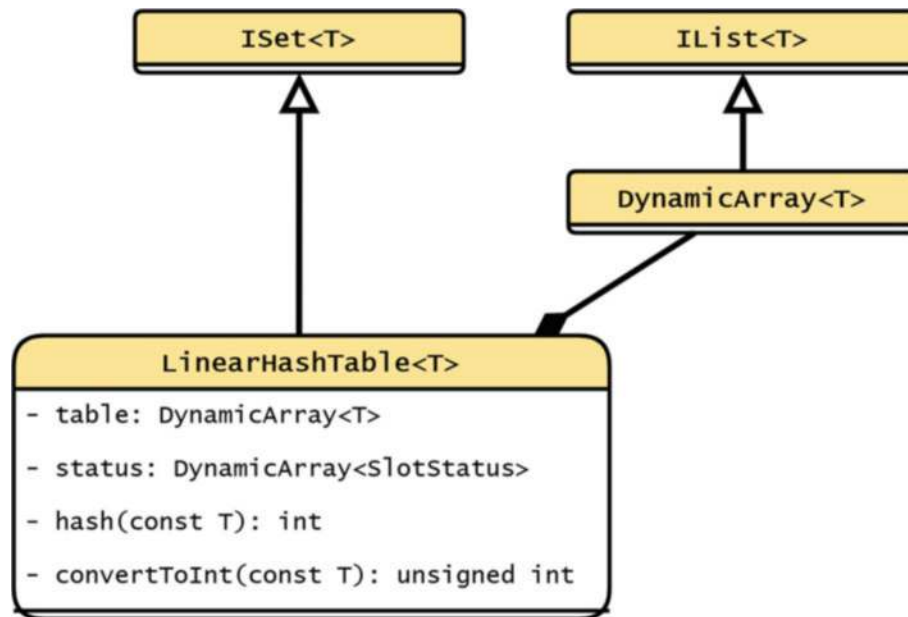 ISet<T>
IList<T>
DynamicArray<T>
LinearHashTable<T>
- table: DynamicArray<T>
- status: DynamicArray<SlotStatus>
- hash(const T): int
- convertToInt(const T): unsigned int